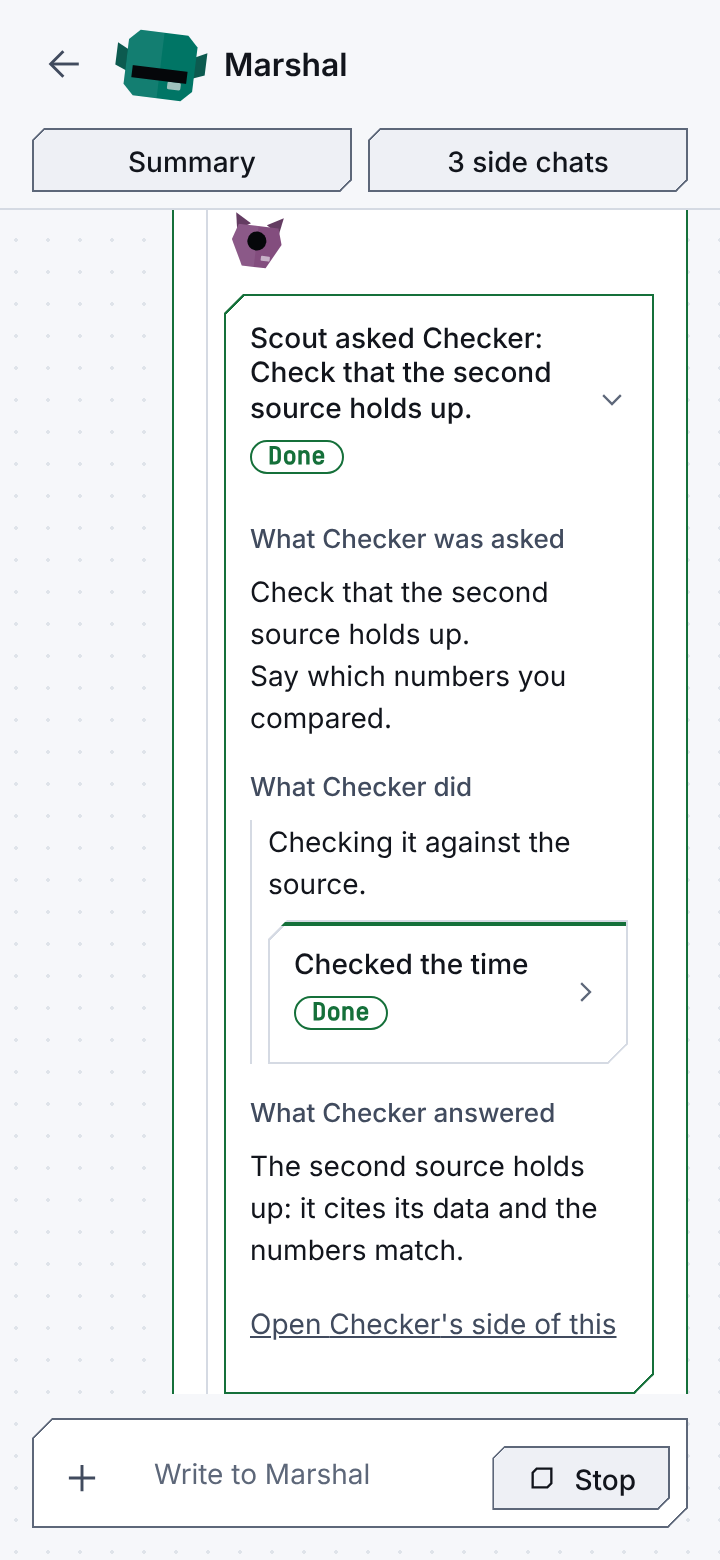 Marshal
Summary
3 side chats
Scout asked Checker:
Check that the second
source holds up.
Done
What Checker was asked
Check that the second
source holds up.
Say which numbers you
compared.
What Checker did
Checking it against the
source.
Checked the time
Done
What Checker answered
The second source holds
up: it cites its data and the
numbers match.
Open Checker's side of this
Write to Marshal
Stop